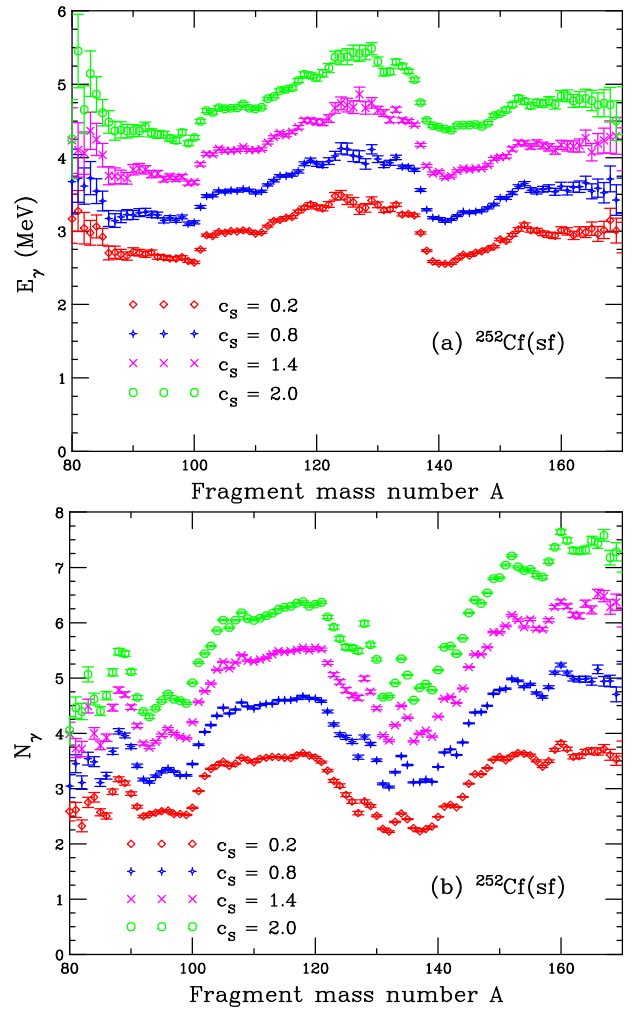 6
5
4
3
2
1
0
E_γ (MeV)
c_s = 0.2
c_s = 0.8
c_s = 1.4
c_s = 2.0
(a) ²⁵²Cf(sf)
80 100 120 140 160
Fragment mass number A
8
7
6
5
4
3
2
1
0
N_γ
c_s = 0.2
c_s = 0.8
c_s = 1.4
c_s = 2.0
(b) ²⁵²Cf(sf)
80 100 120 140 160
Fragment mass number A